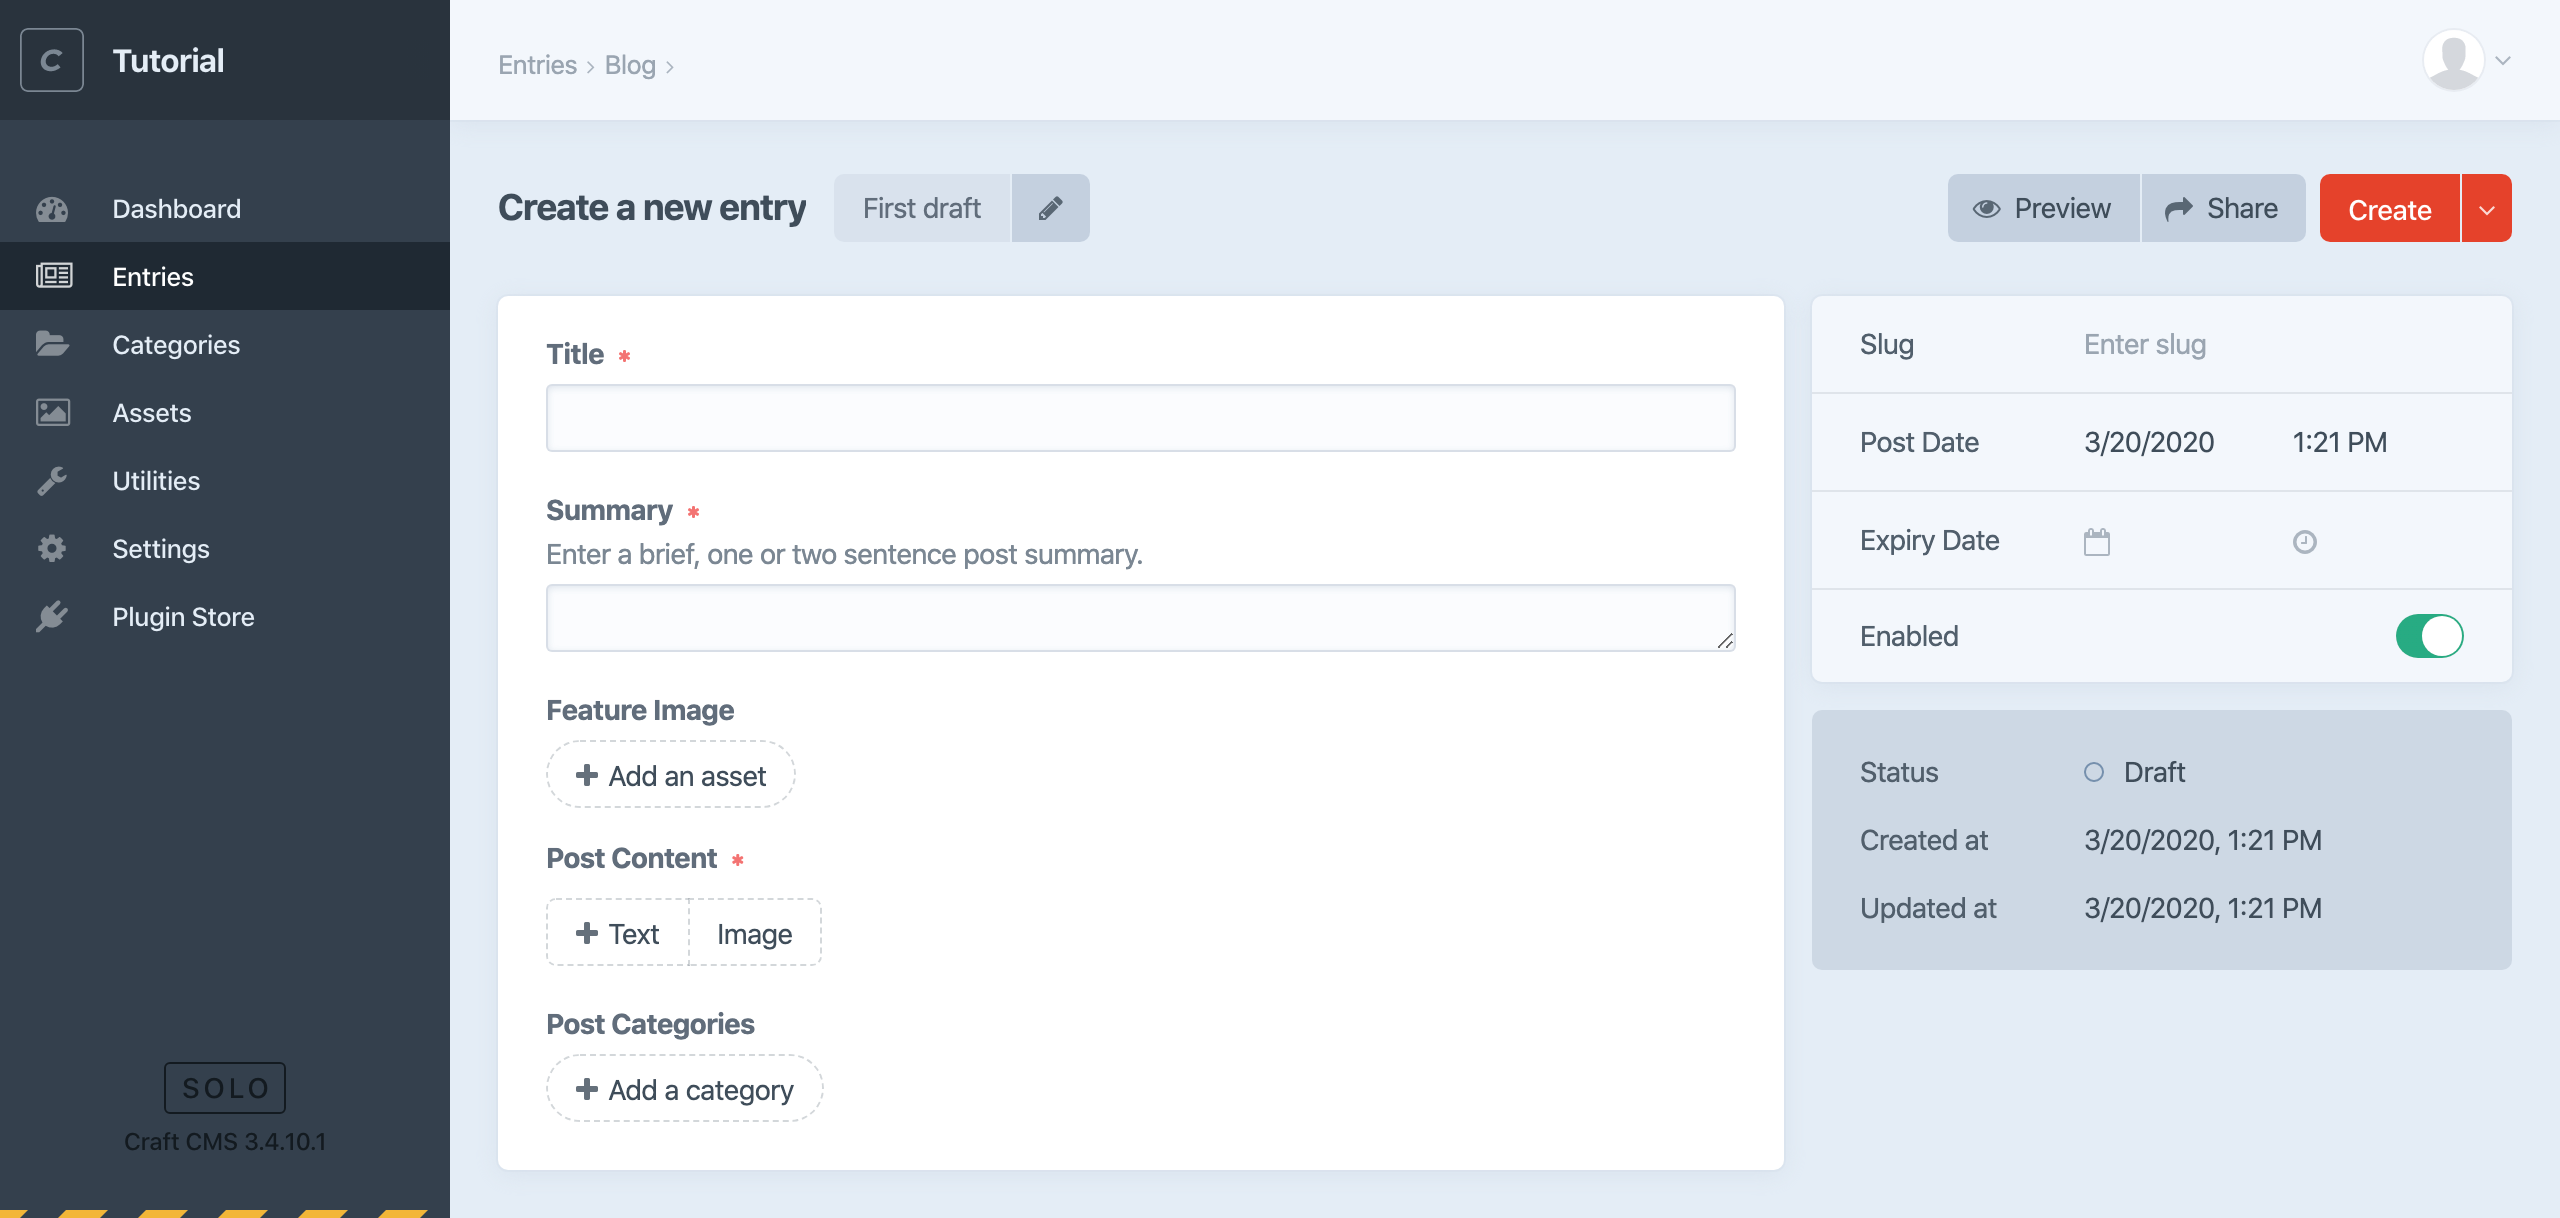 C
Tutorial
Dashboard
Entries
Categories
Assets
Utilities
Settings
Plugin Store
SOLO
Craft CMS 3.4.10.1
Entries › Blog ›
Create a new entry
First draft
Preview
Share
Create
Title *
Summary *
Enter a brief, one or two sentence post summary.
Feature Image
+ Add an asset
Post Content *
+ Text
Image
Post Categories
+ Add a category
Slug Enter slug
Post Date 3/20/2020 1:21 PM
Expiry Date
Enabled
Status Draft
Created at 3/20/2020, 1:21 PM
Updated at 3/20/2020, 1:21 PM